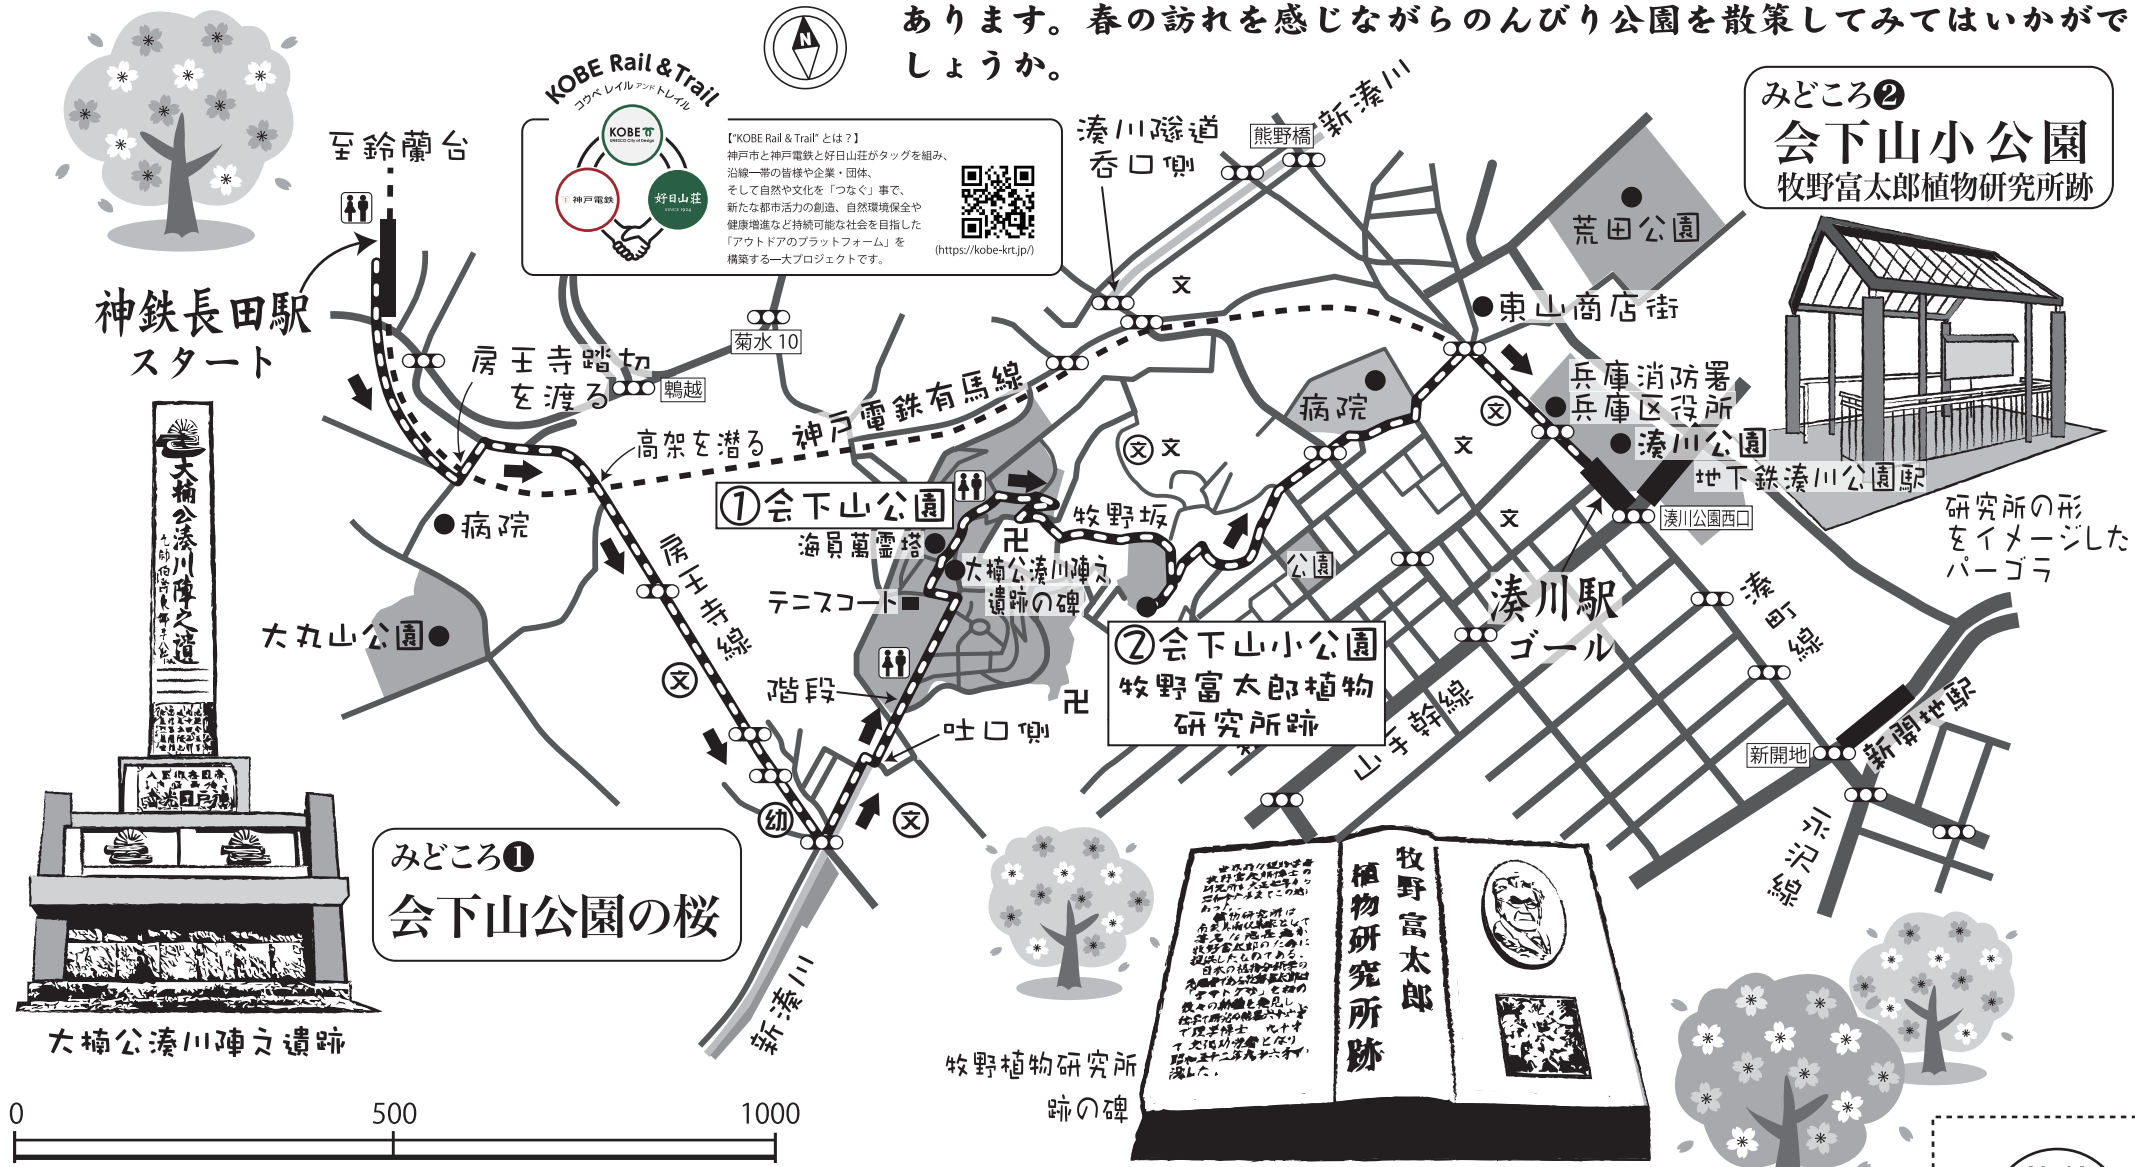 あります。春の訪れを感じながらのんびり公園を散策してみてはいかがで
しょうか。
N
KOBE Rail & Trail
コウベ レイル アンド トレイル
KOBE
神戸電鉄
好日山荘
SINCE 1924
【“KOBE Rail & Trail” とは？】
神戸市と神戸電鉄と好日山荘がタッグを組み、
沿線一帯の皆様や企業・団体、
そして自然や文化を「つなぐ」事で、
新たな都市活力の創造、自然環境保全や
健康増進など持続可能な社会を目指した
「アウトドアのプラットフォーム」を
構築する一大プロジェクトです。
(https://kobe-krt.jp/)
みどころ❷
会下山小公園
牧野富太郎植物研究所跡
至鈴蘭台
神鉄長田駅
スタート
房王寺踏切
を渡る
鵯越
菊水 10
高架を潜る
神戸電鉄有馬線
湊川隧道
呑口側
熊野橋
新湊川
文
荒田公園
東山商店街
兵庫消防署
兵庫区役所
湊川公園
地下鉄湊川公園駅
湊川公園西口
病院
文
文
文
文
文
研究所の形
をイメージした
パーゴラ
①会下山公園
海員萬霊塔
卍
牧野坂
大楠公湊川陣之
遺跡の碑
テニスコート
公園
病院
大丸山公園
房王寺線
文
階段
吐口側
卍
幼
文
②会下山小公園
牧野富太郎植物
研究所跡
湊川駅
ゴール
湊町線
山手幹線
新開地駅
新開地
永沢線
新湊川
みどころ❶
会下山公園の桜
大楠公湊川陣之遺
大楠公湊川陣之遺跡
牧野富太郎
植物研究所跡
牧野植物研究所
跡の碑
0 500 1000